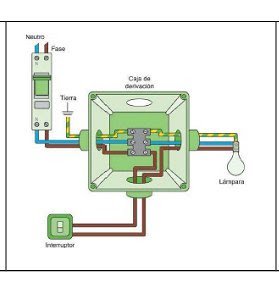 Neutro
Fase
Caja de
derivación
Tierra
Lámpara
Interruptor